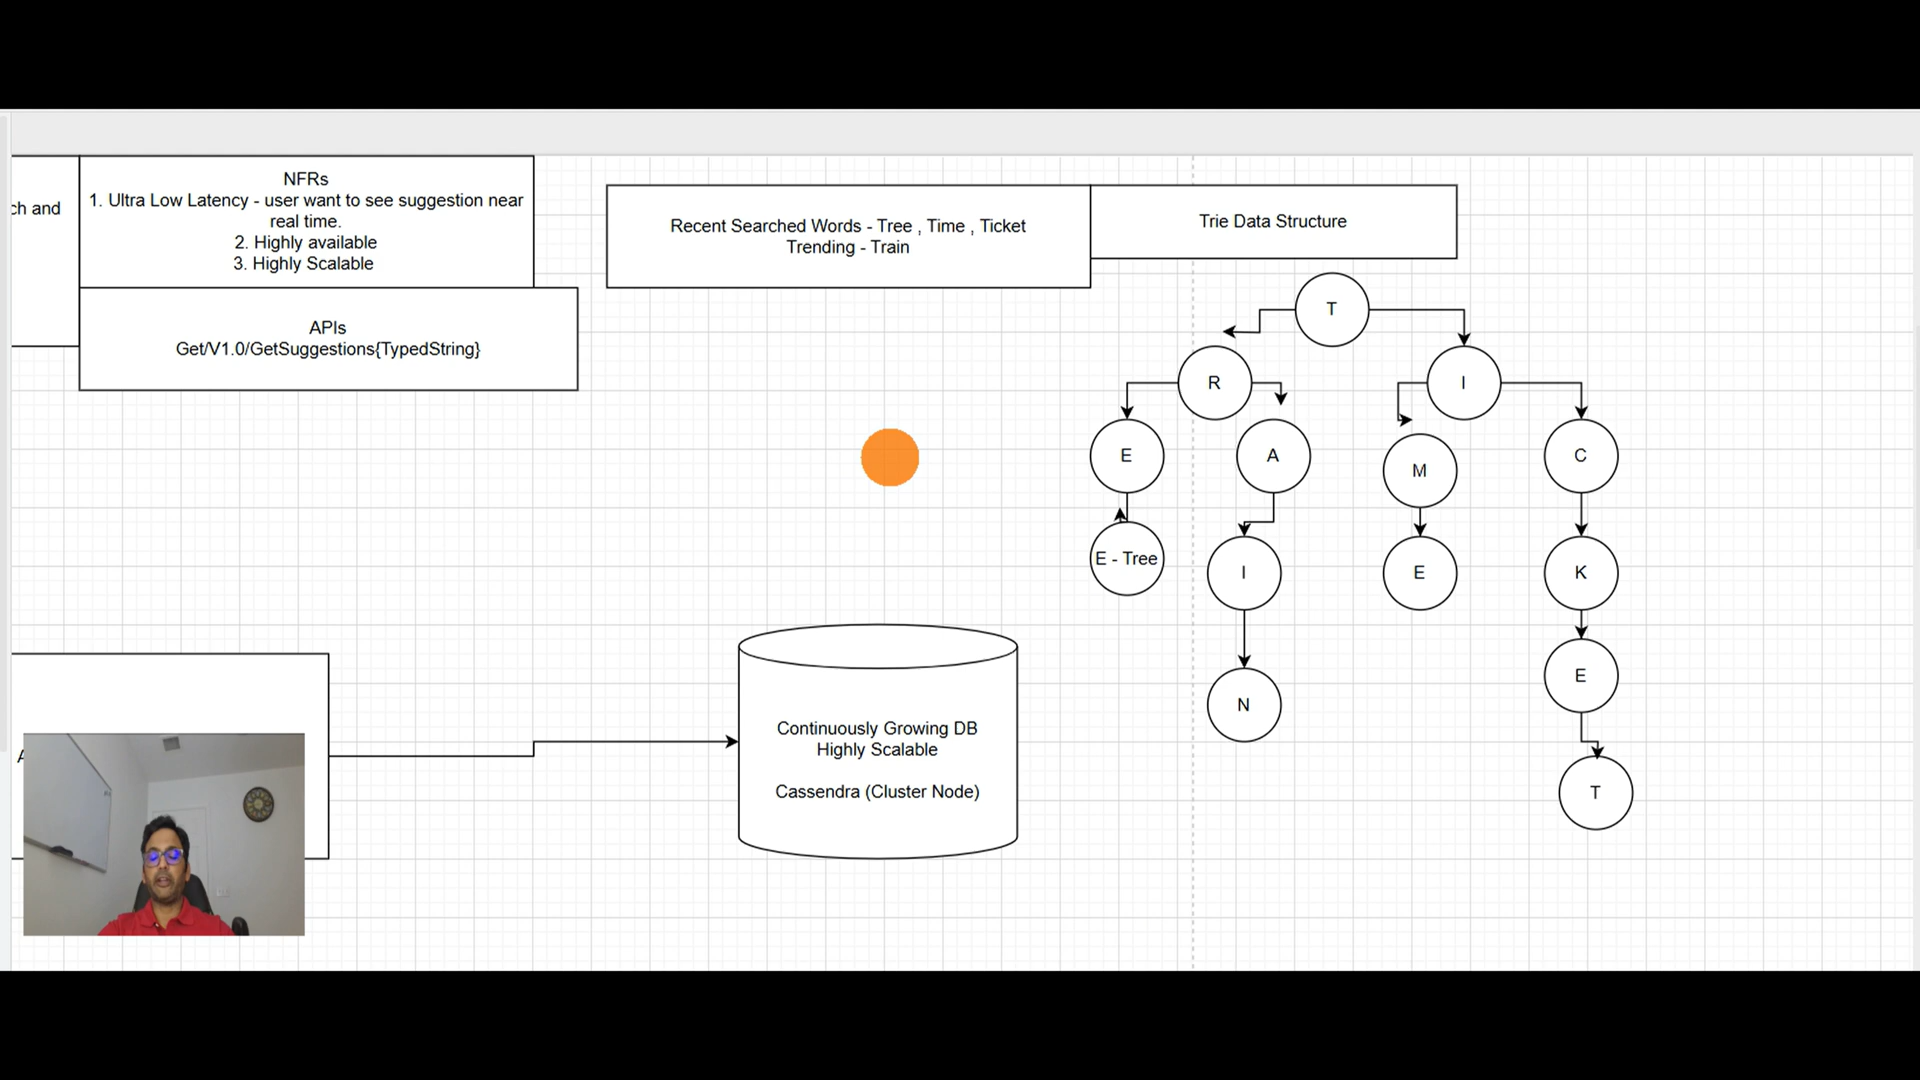 ch and
NFRs
1. Ultra Low Latency - user want to see suggestion near
real time.
2. Highly available
3. Highly Scalable
APIs
Get/V1.0/GetSuggestions{TypedString}
Recent Searched Words - Tree , Time , Ticket
Trending - Train
Trie Data Structure
T
R
I
E
A
M
C
E - Tree
I
E
K
N
E
T
Continuously Growing DB
Highly Scalable
Cassendra (Cluster Node)
A